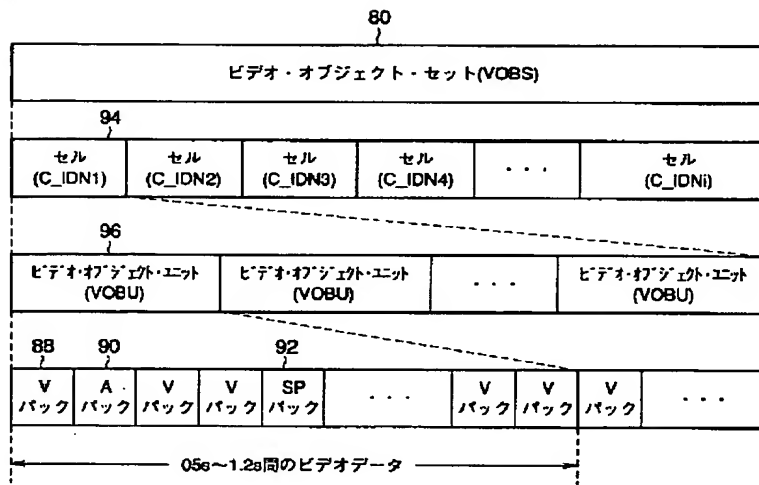 80
ビデオ・オブジェクト・セット(VOBS)
94
セル セル セル セル セル
(C_IDN1) (C_IDN2) (C_IDN3) (C_IDN4) ・・・ (C_IDNi)
96
ビデオ・オブジェクト・ユニット ビデオ・オブジェクト・ユニット ビデオ・オブジェクト・ユニット
(VOBU) (VOBU) ・・・ (VOBU)
88 90 92
V A V V SP V V V
パック パック パック パック パック ・・・ パック パック パック ・・・
05s～1.2s間のビデオデータ